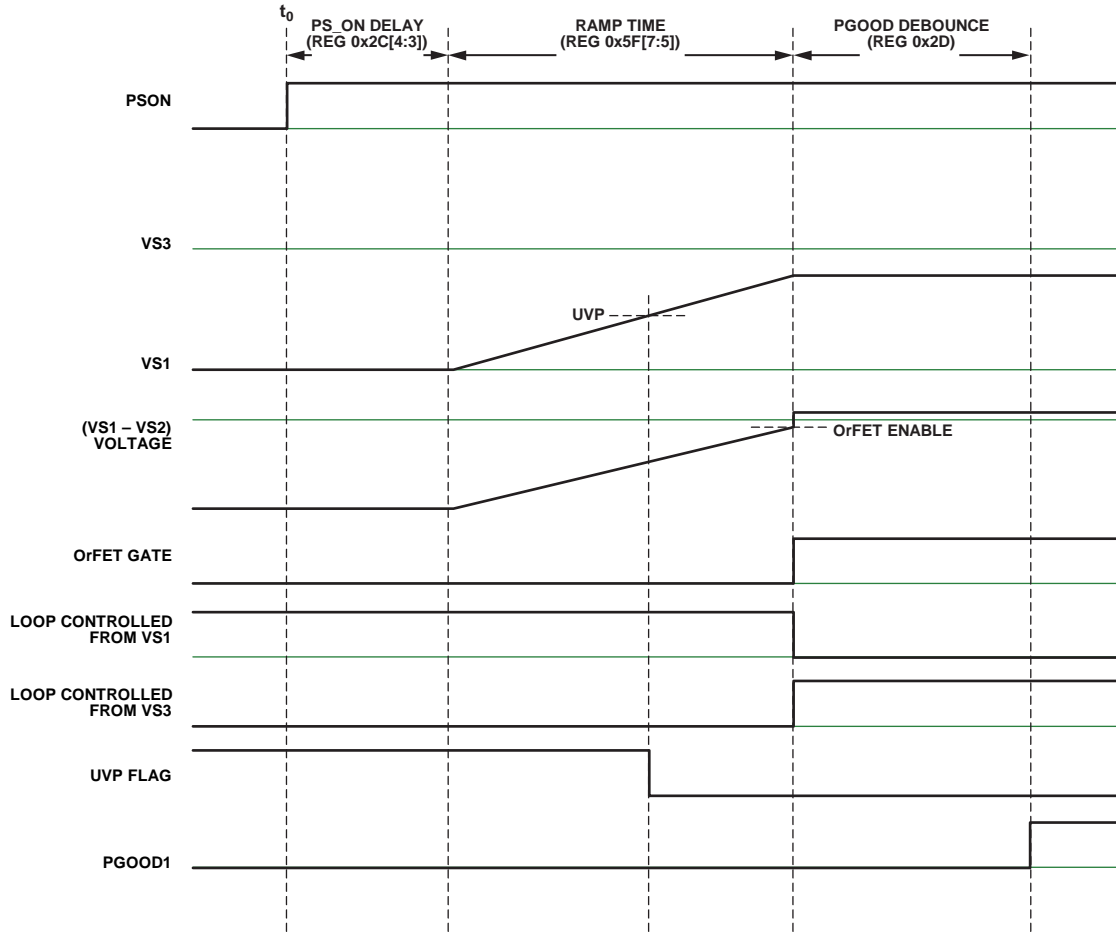 t0
PS_ON DELAY
(REG 0x2C[4:3])
RAMP TIME
(REG 0x5F[7:5])
PGOOD DEBOUNCE
(REG 0x2D)
PSON
VS3
UVP
VS1
(VS1 – VS2)
VOLTAGE
OrFET ENABLE
OrFET GATE
LOOP CONTROLLED
FROM VS1
LOOP CONTROLLED
FROM VS3
UVP FLAG
PGOOD1